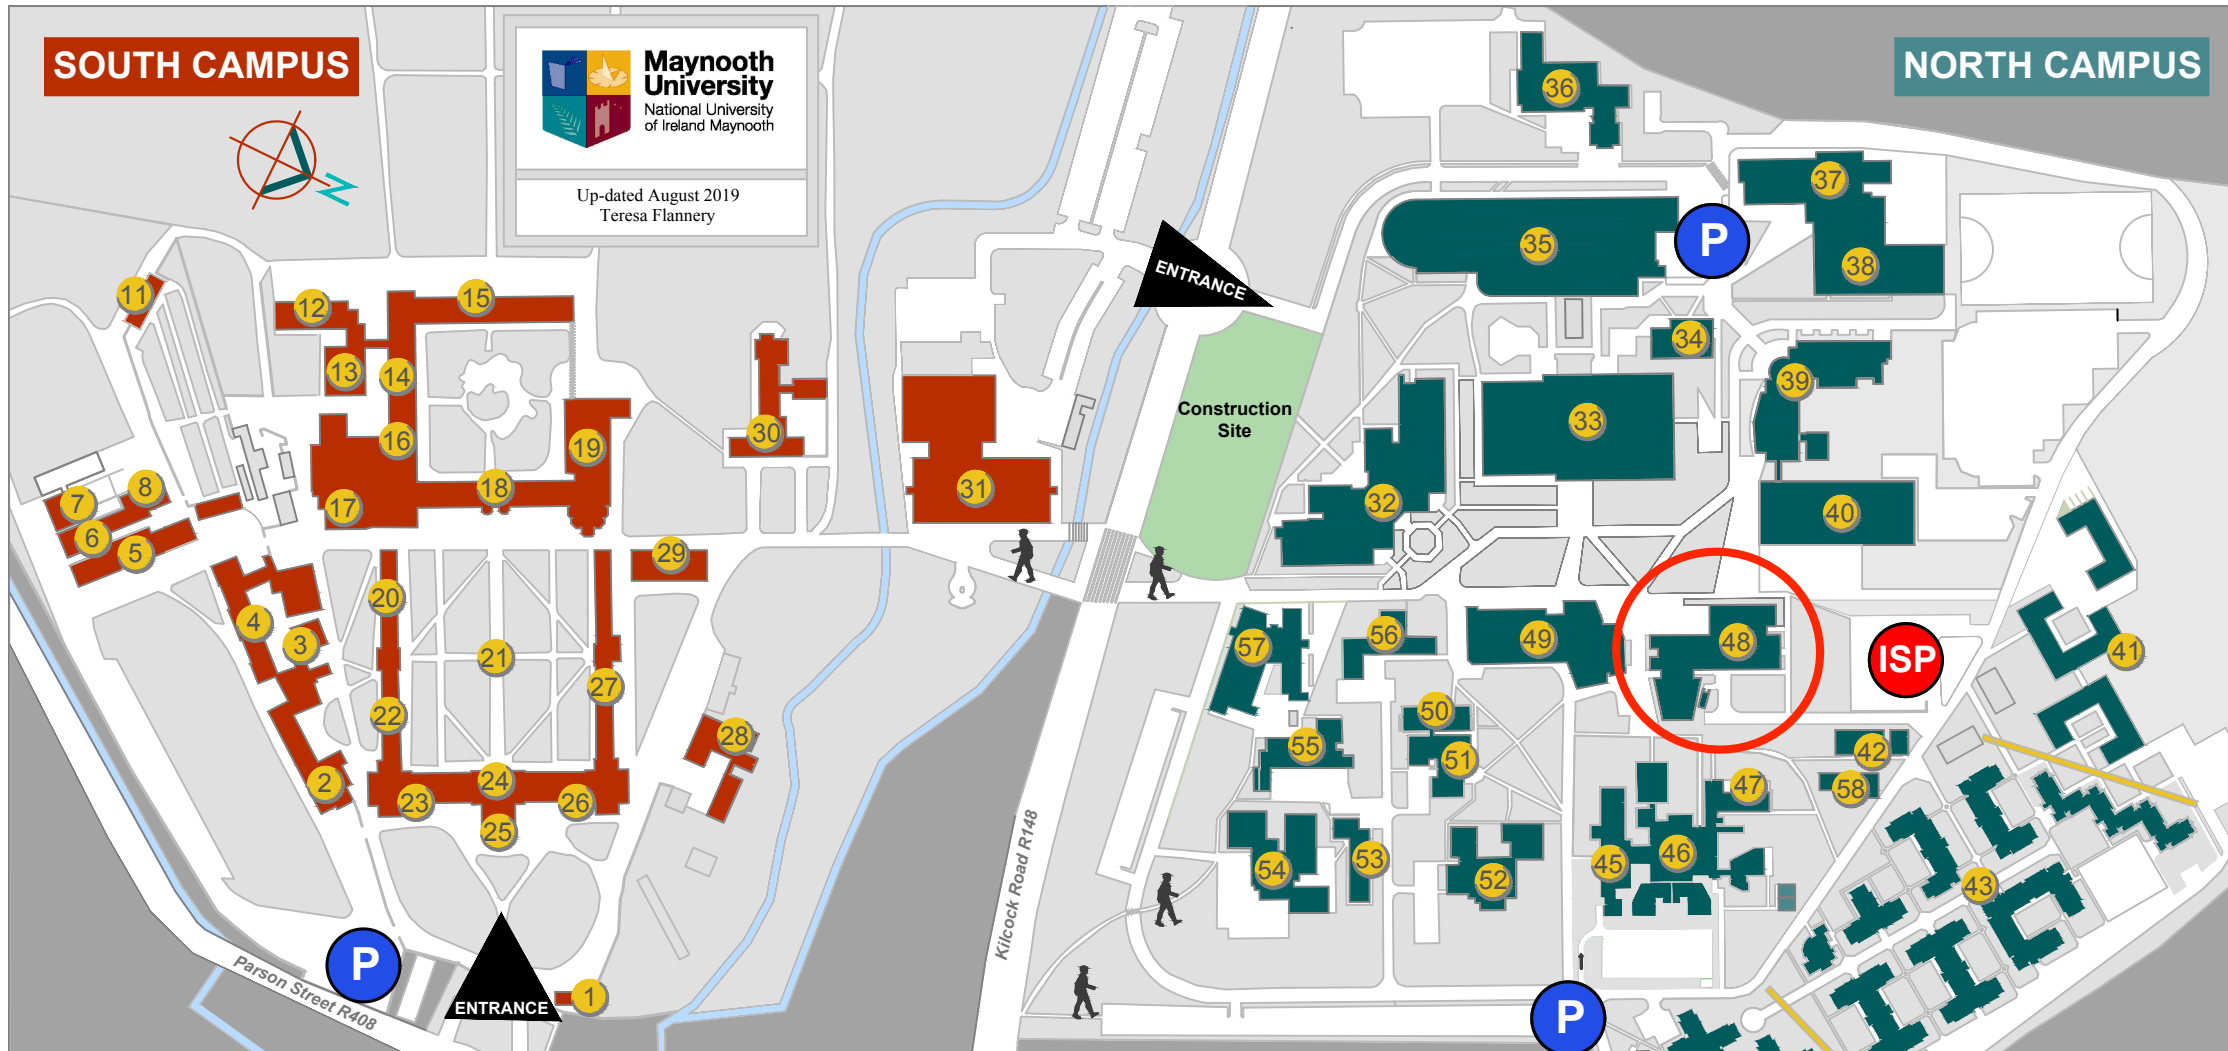 SOUTH CAMPUS
Maynooth
University
National University
of Ireland Maynooth
Up-dated August 2019
Teresa Flannery
NORTH CAMPUS
N
ENTRANCE
Construction
Site
ISP
P
P
P
ENTRANCE
Kilcock Road R148
Parson Street R408
1
2
3
4
5
6
7
8
11
12
13
14
15
16
17
18
19
20
21
22
23
24
25
26
27
28
29
30
31
32
33
34
35
36
37
38
39
40
41
42
43
45
46
47
48
49
50
51
52
53
54
55
56
57
58